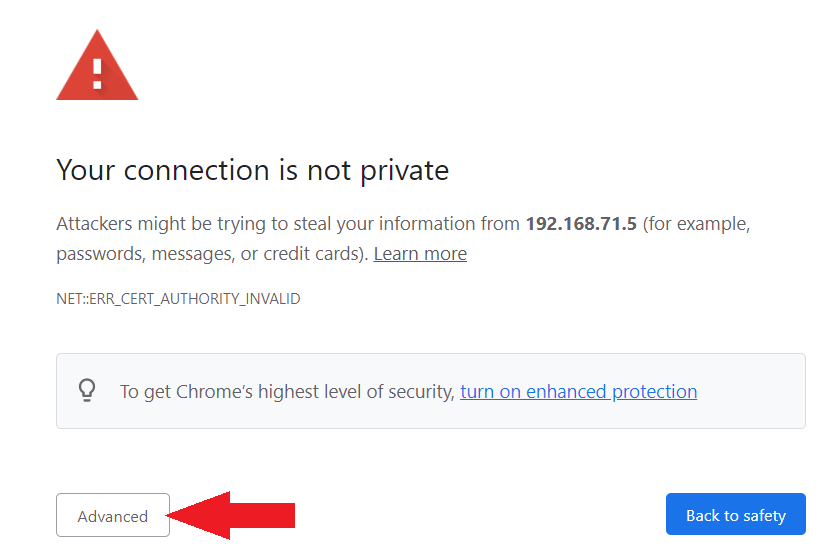 Your connection is not private
Attackers might be trying to steal your information from 192.168.71.5 (for example,
passwords, messages, or credit cards). Learn more
NET::ERR_CERT_AUTHORITY_INVALID
To get Chrome’s highest level of security, turn on enhanced protection
Advanced
Back to safety